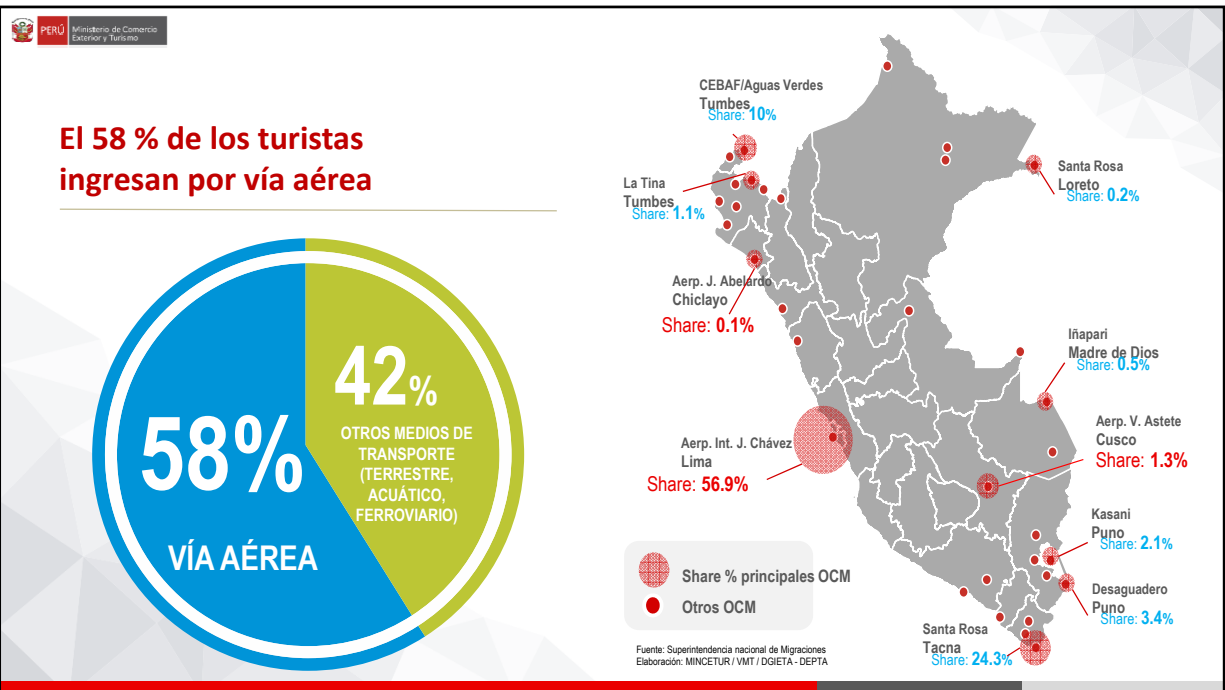 PERÚ
Ministerio de Comercio
Exterior y Turismo
El 58 % de los turistas
ingresan por vía aérea
58%
VÍA AÉREA
42%
OTROS MEDIOS DE
TRANSPORTE
(TERRESTRE,
ACUÁTICO,
FERROVIARIO)
CEBAF/Aguas Verdes
Tumbes
Share: 10%
La Tina
Tumbes
Share: 1.1%
Aerp. J. Abelardo
Chiclayo
Share: 0.1%
Aerp. Int. J. Chávez
Lima
Share: 56.9%
Santa Rosa
Loreto
Share: 0.2%
Iñapari
Madre de Dios
Share: 0.5%
Aerp. V. Astete
Cusco
Share: 1.3%
Kasani
Puno
Share: 2.1%
Desaguadero
Puno
Share: 3.4%
Santa Rosa
Tacna
Share: 24.3%
Share % principales OCM
Otros OCM
Fuente: Superintendencia nacional de Migraciones
Elaboración: MINCETUR / VMT / DGIETA - DEPTA